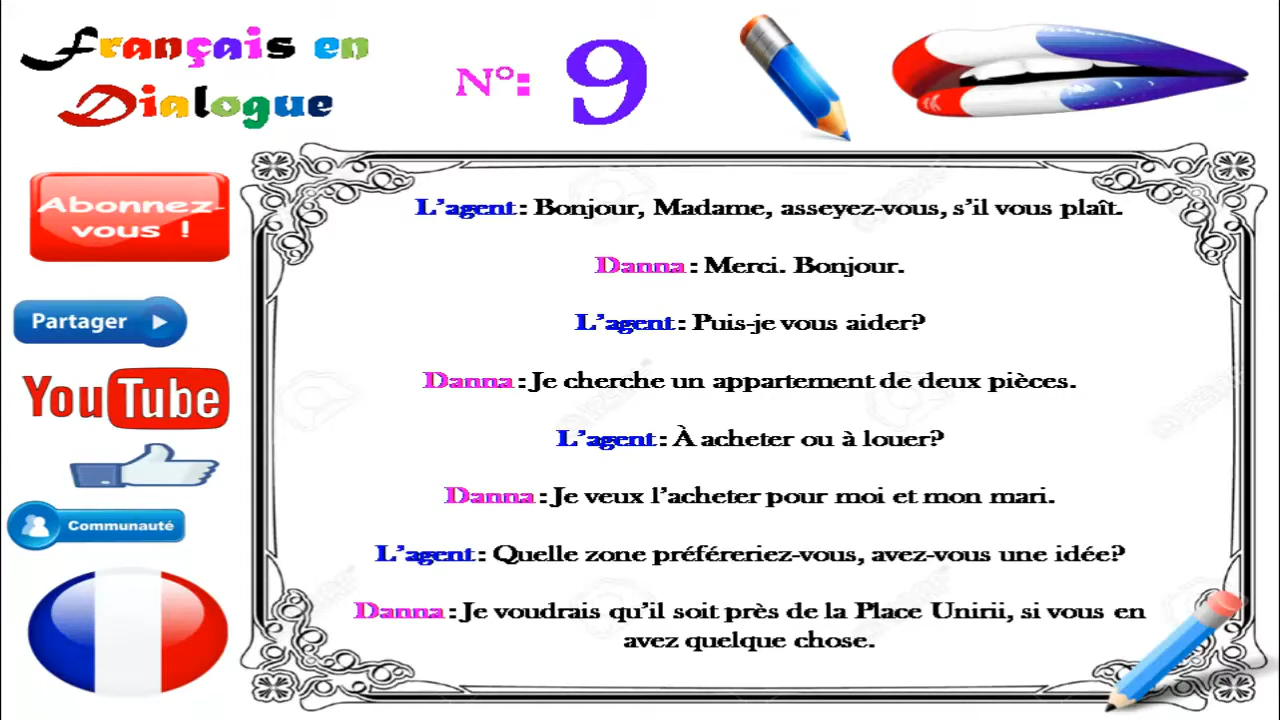 Français en
Dialogue
N°: 9
Abonnez-
vous !
Partager
YouTube
Communauté
L’agent : Bonjour, Madame, asseyez-vous, s’il vous plaît.
Danna : Merci. Bonjour.
L’agent : Puis-je vous aider?
Danna : Je cherche un appartement de deux pièces.
L’agent : À acheter ou à louer?
Danna : Je veux l’acheter pour moi et mon mari.
L’agent : Quelle zone préféreriez-vous, avez-vous une idée?
Danna : Je voudrais qu’il soit près de la Place Unirii, si vous en
avez quelque chose.